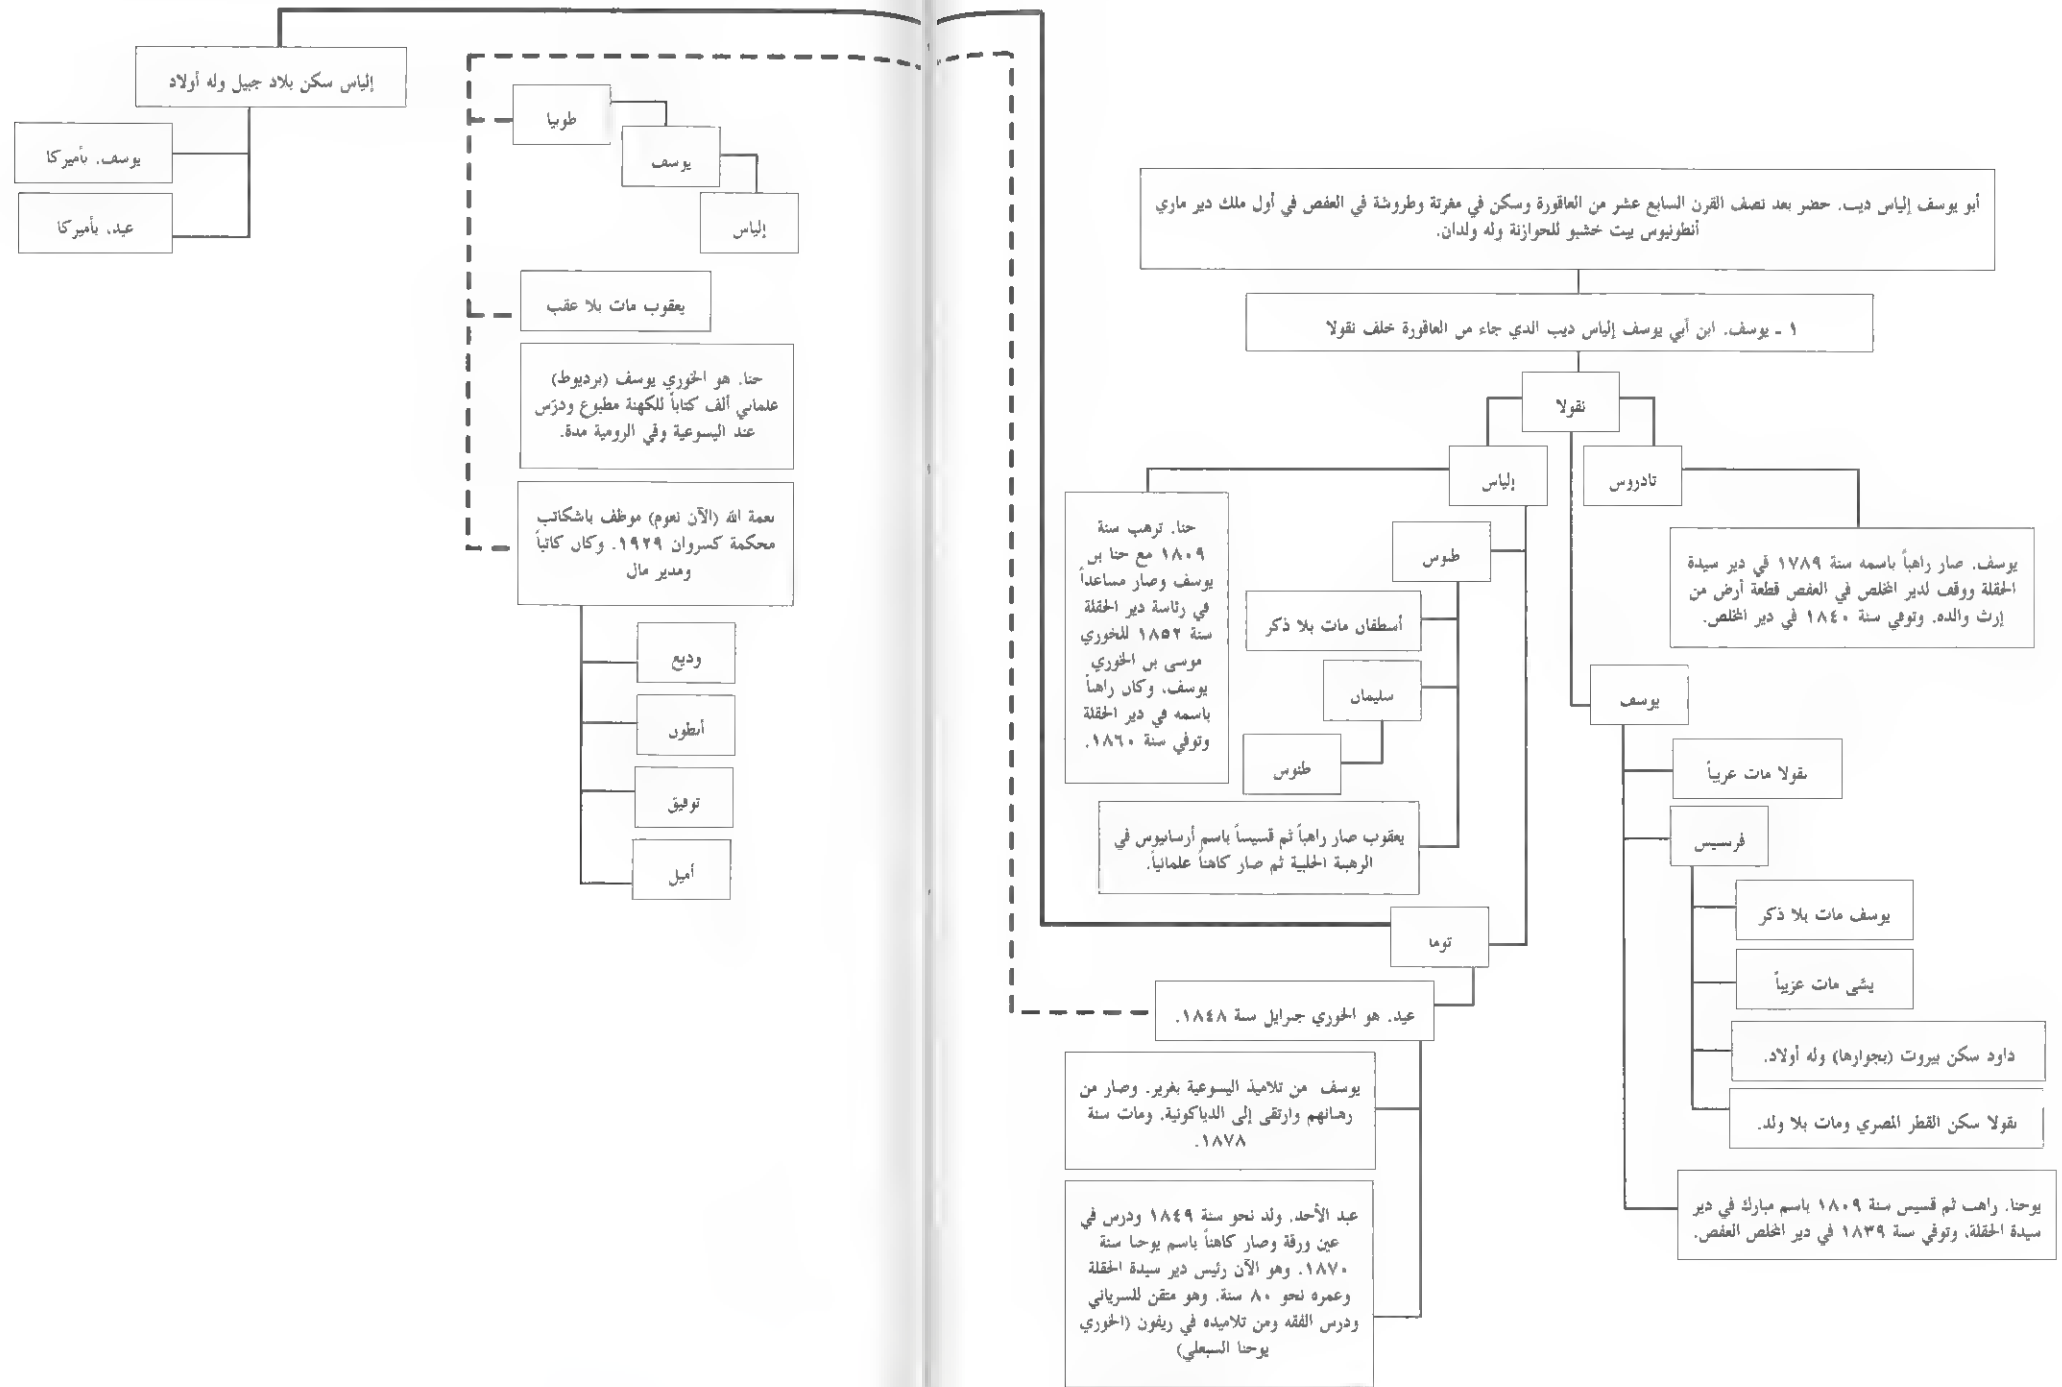 أبو يوسف إلياس ديب. حضر بعد نصف القرن السابع عشر من العاقورة وسكن في مغرتة وطروشة في العفص في أول ملك دير ماري
أنطونيوس بيت خشبو للحوازنة وله ولدان.
١ ـ يوسف. ابن أبي يوسف إلياس ديب الدي جاء من العاقورة خلف نقولا
نقولا
تادروس
يوسف. صار راهباً باسمه سنة ١٧٨٩ في دير سيدة
الحقلة ووقف لدير المخلص في العفص قطعة أرض من
إرث والده. وتوفي سنة ١٨٤٠ في دير المخلص.
يوسف
نقولا مات عزيباً
فرنسيس
يوسف مات بلا ذكر
يشي مات عزيباً
داود سكن بيروت (بجوارها) وله أولاد.
نقولا سكن القطر المصري ومات بلا ولد.
يوحنا. راهب ثم قسيس سنة ١٨٠٩ باسم مبارك في دير
سيدة الحقلة. وتوفي سنة ١٨٣٩ في دير المخلص العفص.
إلياس
حنا. ترهب سنة
١٨٠٩ مع حنا بن
يوسف وصار مساعداً
في رئاسة دير الحقلة
سنة ١٨٥٢ للخوري
موسى بن الخوري
يوسف. وكان راهباً
باسمه في دير الحقلة
وتوفي سنة ١٨٦٠.
طنوس
أسطفان مات بلا ذكر
سليمان
طنوس
يعقوب صار راهباً ثم قسيساً باسم أرسانيوس في
الرهبنة الحلبية ثم صار كاهناً علمانياً.
توما
عيد. هو الخوري جبرايل سنة ١٨٤٨.
يوسف من تلاميذ اليسوعية بغزير. وصار من
رهبانهم وارتقى إلى الدياكونية. ومات سنة
١٨٧٨.
عبد الأحد. ولد نحو سنة ١٨٤٩ ودرس في
عين ورقة وصار كاهناً باسم يوحنا سنة
١٨٧٠. وهو الآن رئيس دير سيدة الحقلة
وعمره نحو ٨٠ سنة. وهو متقن للسرياني
ودرس الفقه ومن تلاميذه في ريفون (الخوري
يوحنا السبعلي)
طوبيا
يوسف
إلياس
يعقوب مات بلا عقب
حنا. هو الخوري يوسف (برديوط)
علماني ألف كتاباً للكهنة مطبوع ودرّس
عند اليسوعية وفي الرومية مدة.
نعمة الله (الآن نعوم) موظف باشكاتب
محكمة كسروان ١٩٢٩. وكان كاتباً
ومدير مال
وديع
أنطون
توفيق
أميل
إلياس سكن بلاد جبيل وله أولاد
يوسف. بأميركا
عيد. بأميركا